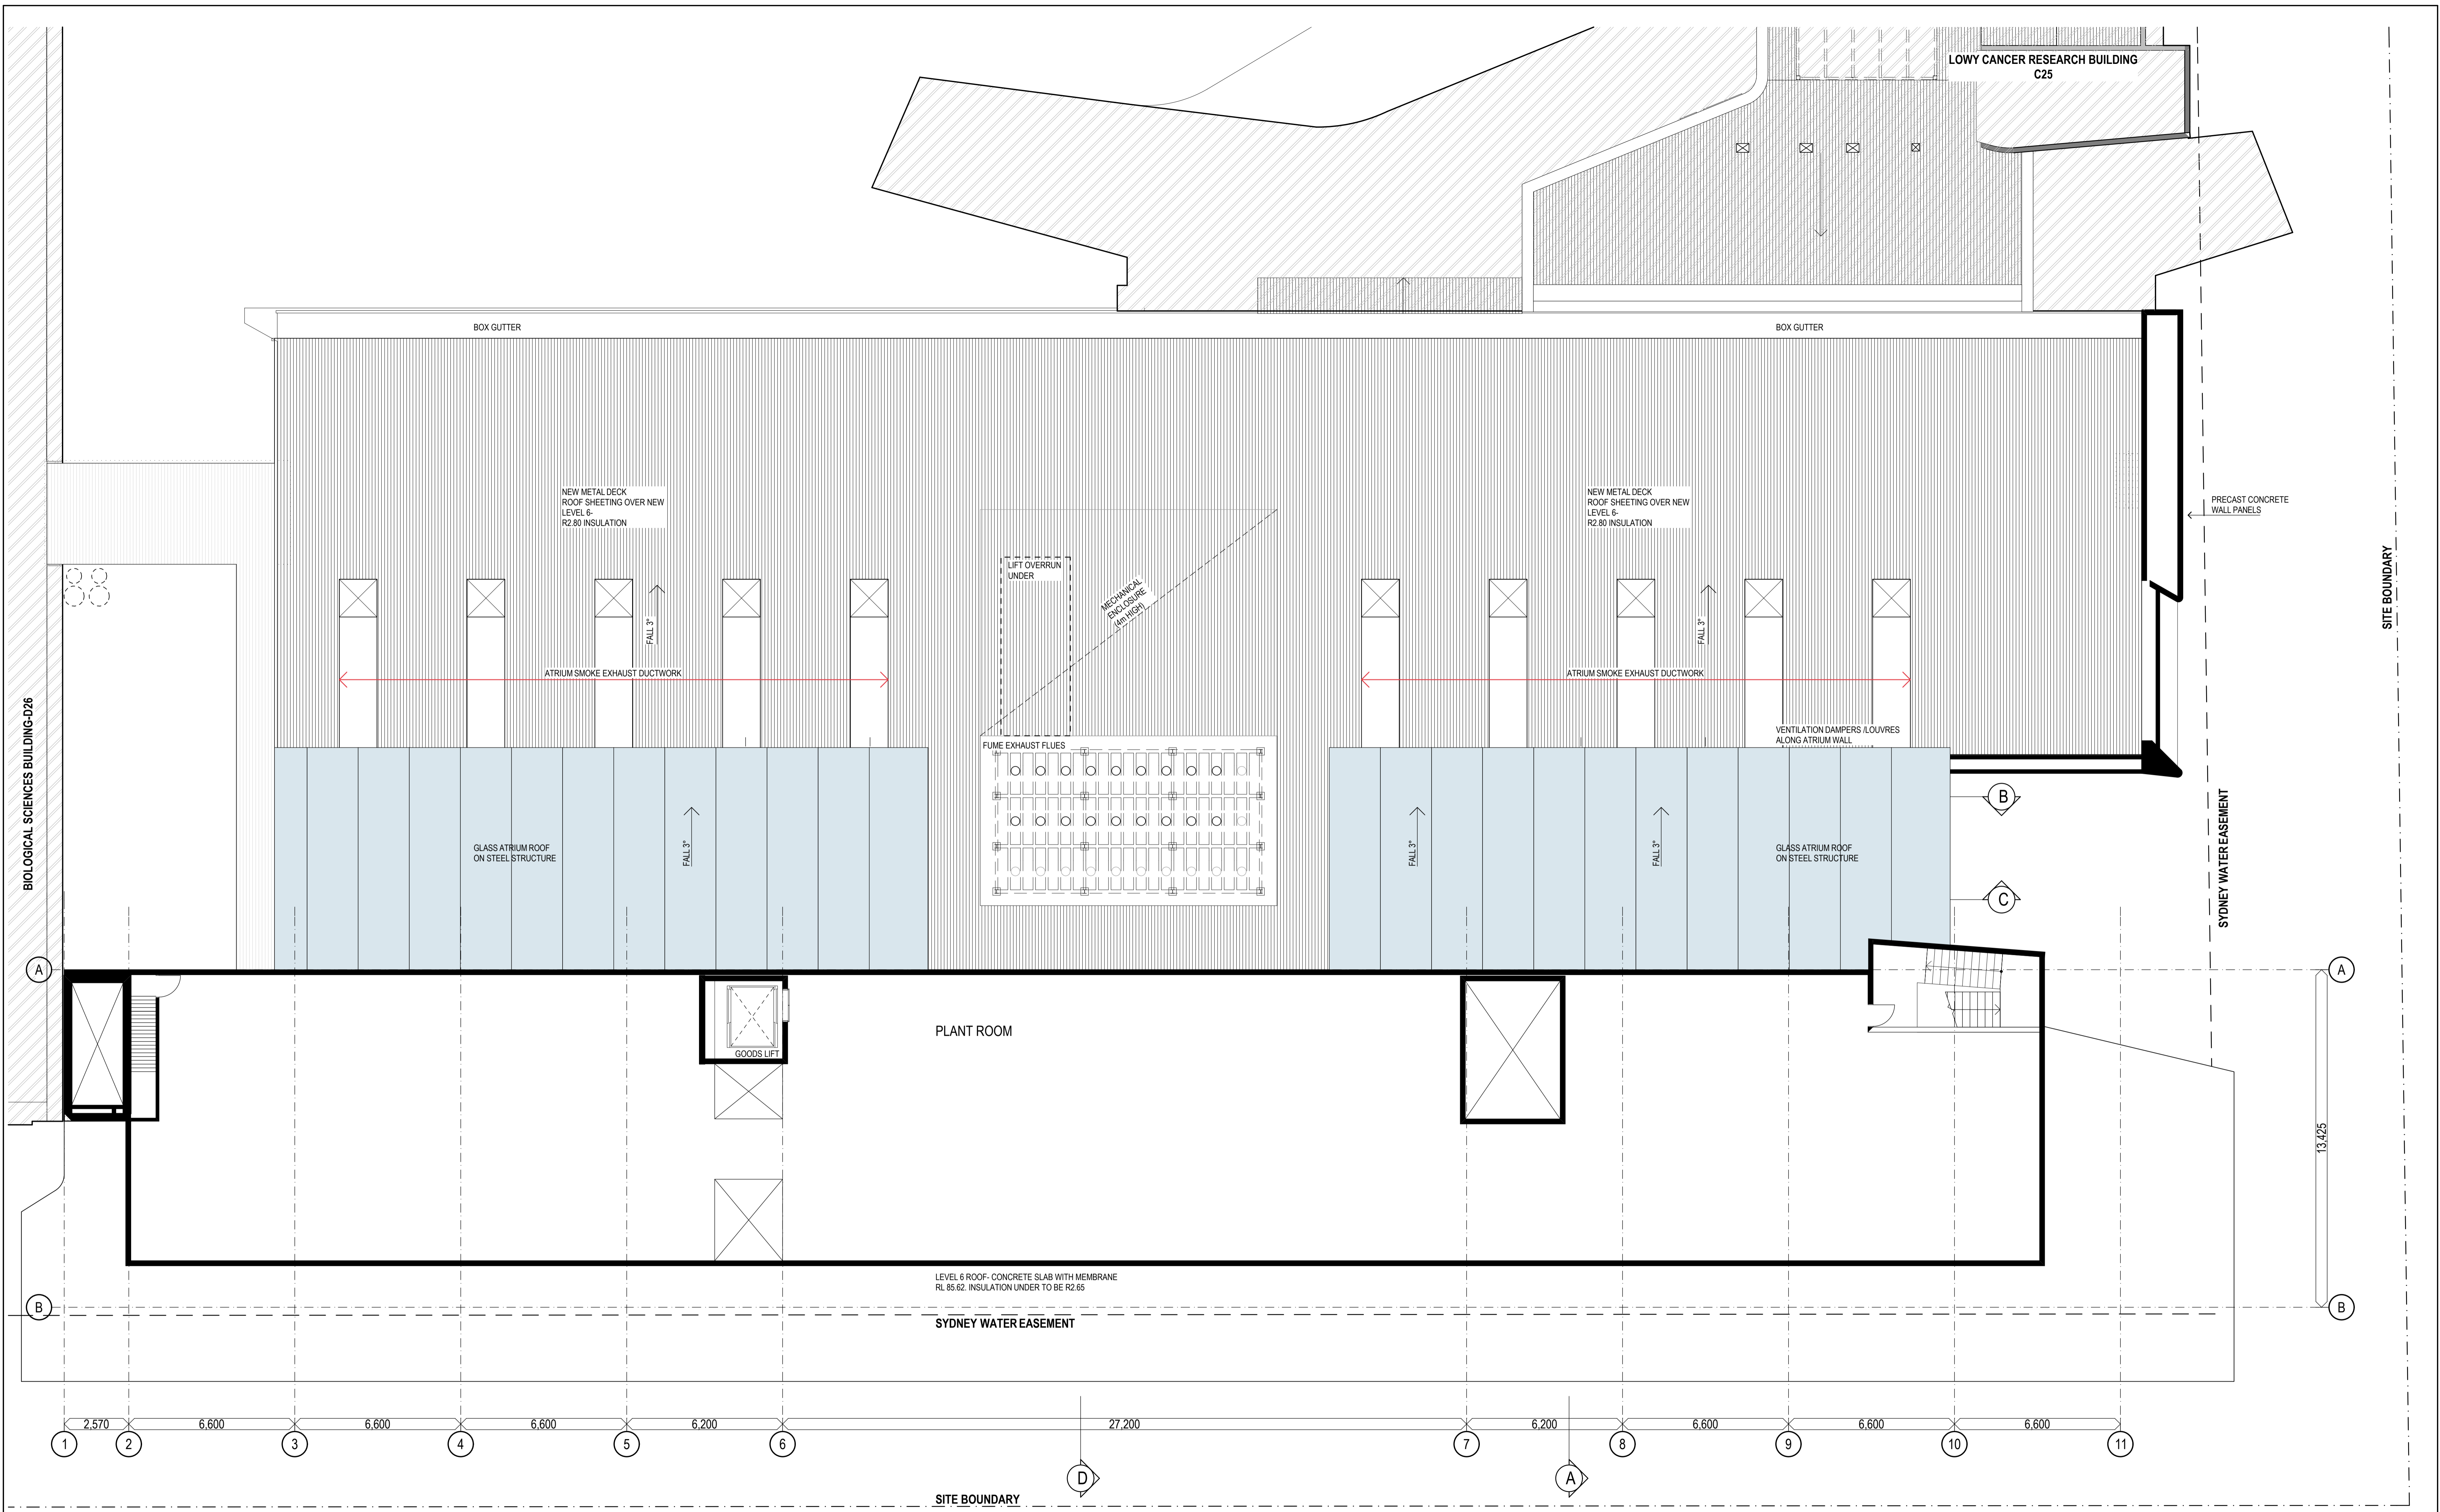 LOWY CANCER RESEARCH BUILDING
C25
BOX GUTTER
BOX GUTTER
NEW METAL DECK
ROOF SHEETING OVER NEW
LEVEL 6-
R2.80 INSULATION
NEW METAL DECK
ROOF SHEETING OVER NEW
LEVEL 6-
R2.80 INSULATION
PRECAST CONCRETE
WALL PANELS
LIFT OVERRUN
UNDER
MECHANICAL
ENCLOSURE
(4m HIGH)
SITE BOUNDARY
FALL 3°
FALL 3°
ATRIUM SMOKE EXHAUST DUCTWORK
ATRIUM SMOKE EXHAUST DUCTWORK
BIOLOGICAL SCIENCES BUILDING-D26
VENTILATION DAMPERS /LOUVRES
ALONG ATRIUM WALL
FUME EXHAUST FLUES
B
GLASS ATRIUM ROOF
ON STEEL STRUCTURE
FALL 3°
FALL 3°
FALL 3°
GLASS ATRIUM ROOF
ON STEEL STRUCTURE
SYDNEY WATER EASEMENT
C
A
A
PLANT ROOM
GOODS LIFT
13,425
LEVEL 6 ROOF- CONCRETE SLAB WITH MEMBRANE
RL 85.62. INSULATION UNDER TO BE R2.65
B
B
SYDNEY WATER EASEMENT
2,570
6,600
6,600
6,600
6,200
27,200
6,200
6,600
6,600
6,600
1
2
3
4
5
6
7
8
9
10
11
D
A
SITE BOUNDARY